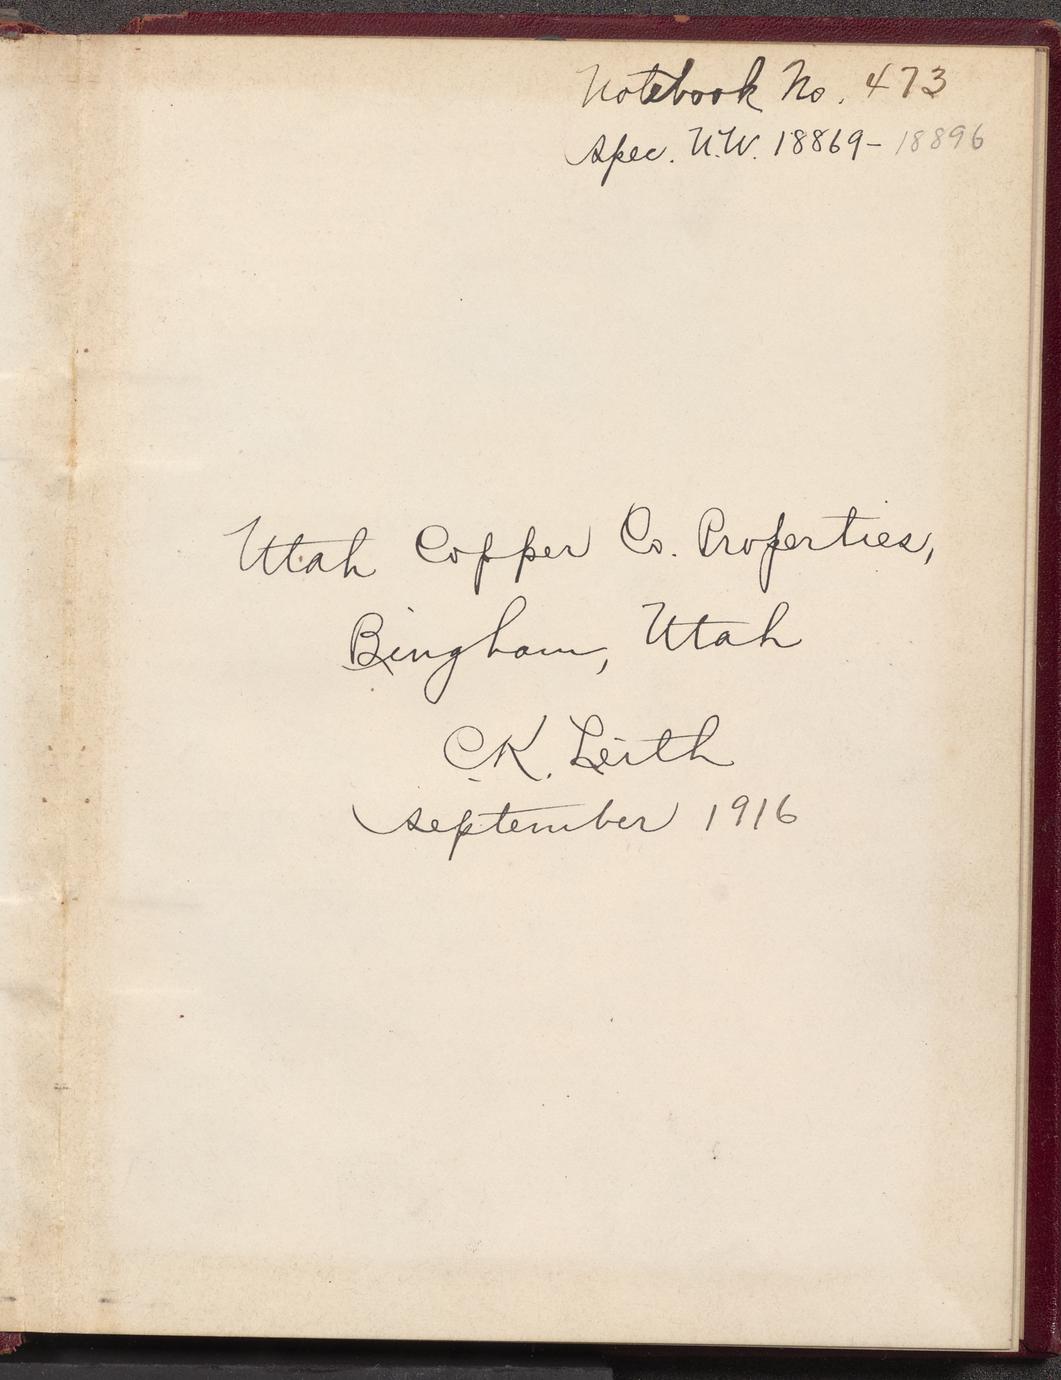 Notebook No. 473
Spec. U.W. 18869-18896
Utah Copper Co. Properties,
Bingham, Utah
C.K. Leith
September 1916